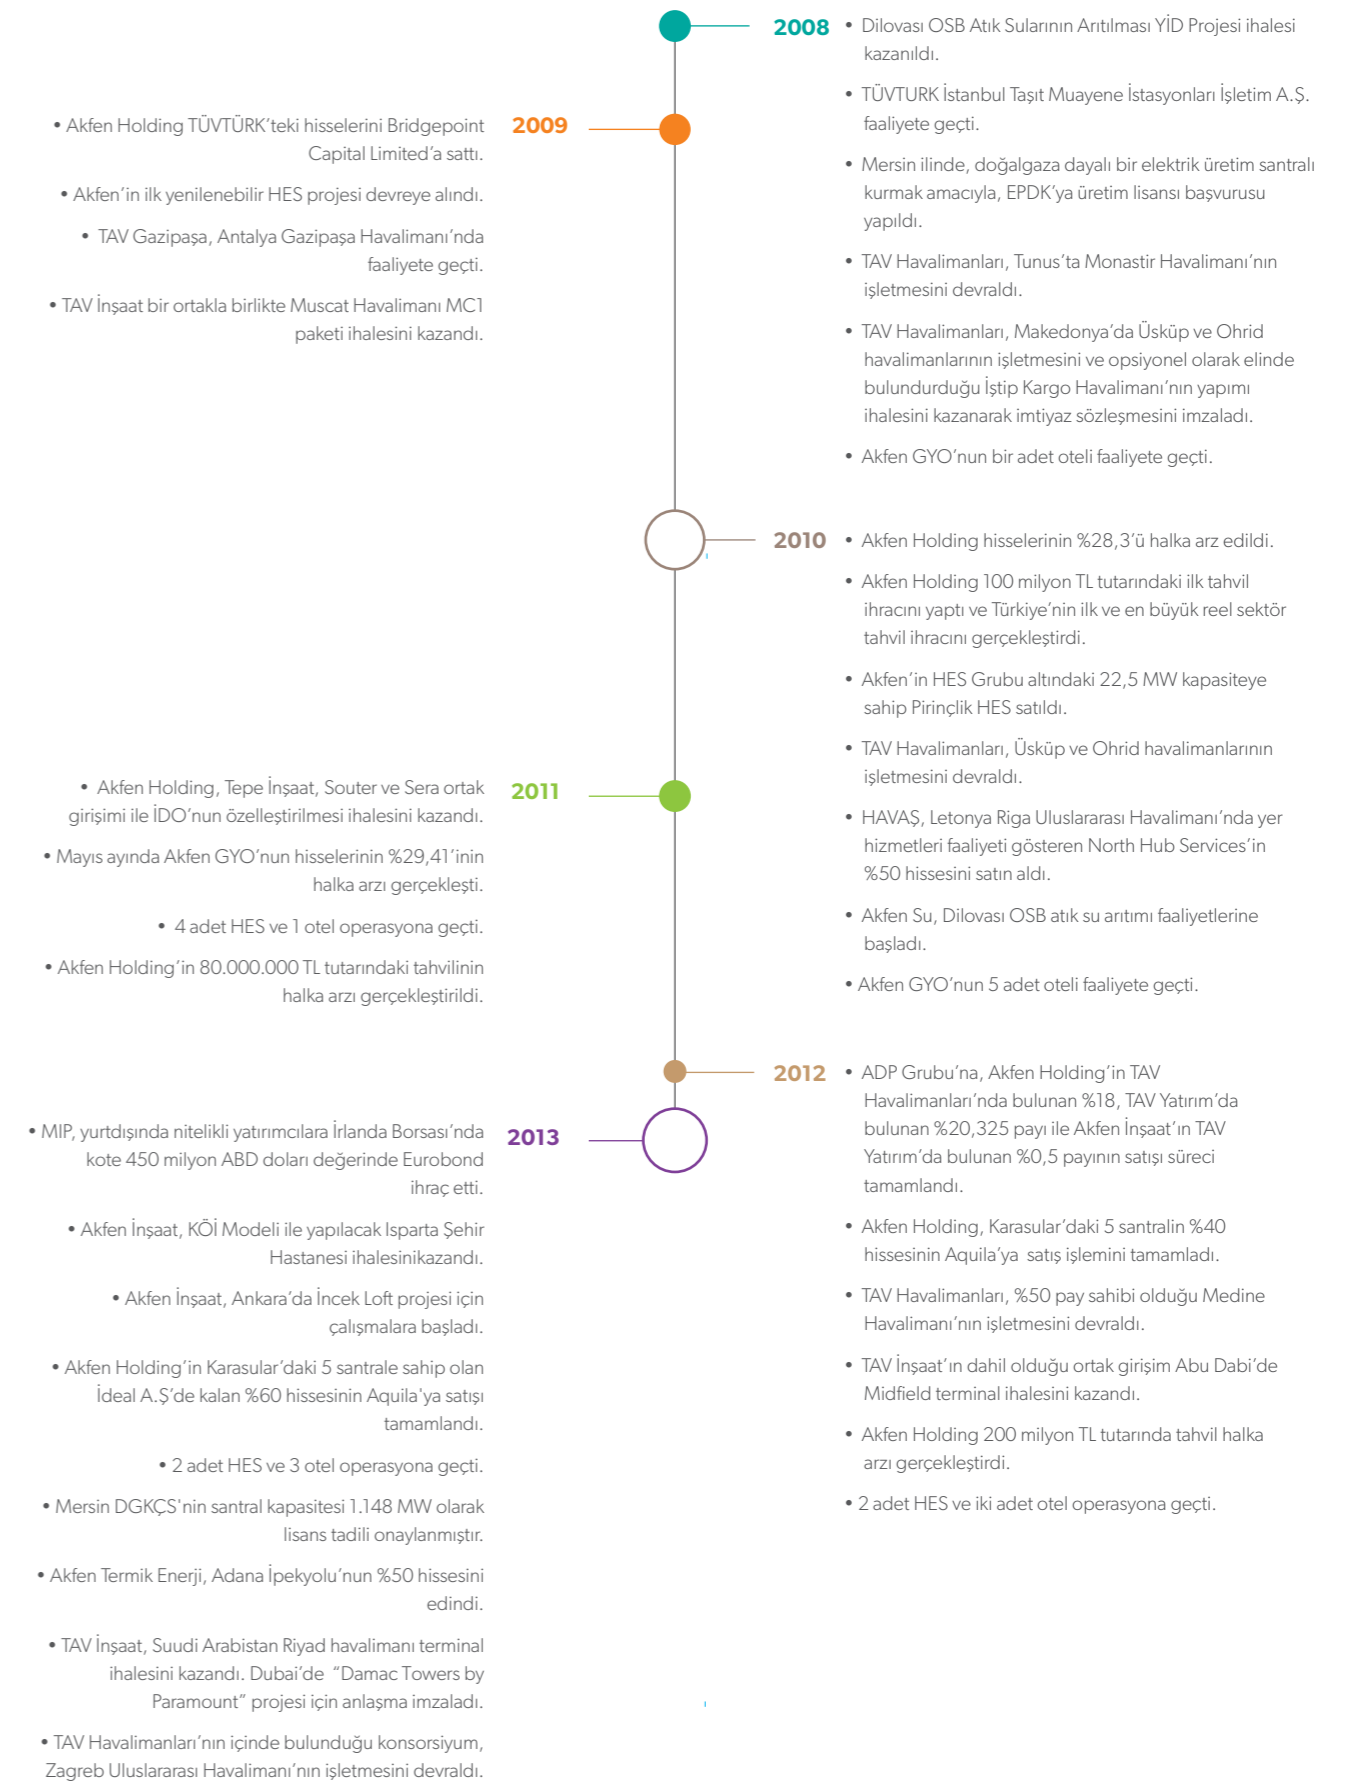 2008
• Dilovası OSB Atık Sularının Arıtılması YİD Projesi ihalesi
kazanıldı.
• TÜVTURK İstanbul Taşıt Muayene İstasyonları İşletim A.Ş.
faaliyete geçti.
• Mersin ilinde, doğalgaza dayalı bir elektrik üretim santralı
kurmak amacıyla, EPDK’ya üretim lisansı başvurusu
yapıldı.
• TAV Havalimanları, Tunus’ta Monastir Havalimanı’nın
işletmesini devraldı.
• TAV Havalimanları, Makedonya’da Üsküp ve Ohrid
havalimanlarının işletmesini ve opsiyonel olarak elinde
bulundurduğu İştip Kargo Havalimanı’nın yapımı
ihalesini kazanarak imtiyaz sözleşmesini imzaladı.
• Akfen GYO’nun bir adet oteli faaliyete geçti.
2009
• Akfen Holding TÜVTÜRK’teki hisselerini Bridgepoint
Capital Limited’a sattı.
• Akfen’in ilk yenilenebilir HES projesi devreye alındı.
• TAV Gazipaşa, Antalya Gazipaşa Havalimanı’nda
faaliyete geçti.
• TAV İnşaat bir ortakla birlikte Muscat Havalimanı MC1
paketi ihalesini kazandı.
2010
• Akfen Holding hisselerinin %28,3’ü halka arz edildi.
• Akfen Holding 100 milyon TL tutarındaki ilk tahvil
ihracını yaptı ve Türkiye’nin ilk ve en büyük reel sektör
tahvil ihracını gerçekleştirdi.
• Akfen’in HES Grubu altındaki 22,5 MW kapasiteye
sahip Pirinçlik HES satıldı.
• TAV Havalimanları, Üsküp ve Ohrid havalimanlarının
işletmesini devraldı.
• HAVAŞ, Letonya Riga Uluslararası Havalimanı’nda yer
hizmetleri faaliyeti gösteren North Hub Services’in
%50 hissesini satın aldı.
• Akfen Su, Dilovası OSB atık su arıtımı faaliyetlerine
başladı.
• Akfen GYO’nun 5 adet oteli faaliyete geçti.
2011
• Akfen Holding, Tepe İnşaat, Souter ve Sera ortak
girişimi ile İDO’nun özelleştirilmesi ihalesini kazandı.
• Mayıs ayında Akfen GYO’nun hisselerinin %29,41’inin
halka arzı gerçekleşti.
• 4 adet HES ve 1 otel operasyona geçti.
• Akfen Holding’in 80.000.000 TL tutarındaki tahvilinin
halka arzı gerçekleştirildi.
2012
• ADP Grubu’na, Akfen Holding’in TAV
Havalimanları’nda bulunan %18, TAV Yatırım’da
bulunan %20,325 payı ile Akfen İnşaat’ın TAV
Yatırım’da bulunan %0,5 payının satışı süreci
tamamlandı.
• Akfen Holding, Karasular’daki 5 santralin %40
hissesinin Aquila’ya satış işlemini tamamladı.
• TAV Havalimanları, %50 pay sahibi olduğu Medine
Havalimanı’nın işletmesini devraldı.
• TAV İnşaat’ın dahil olduğu ortak girişim Abu Dabi’de
Midfield terminal ihalesini kazandı.
• Akfen Holding 200 milyon TL tutarında tahvil halka
arzı gerçekleştirdi.
• 2 adet HES ve iki adet otel operasyona geçti.
2013
• MIP, yurtdışında nitelikli yatırımcılara İrlanda Borsası’nda
kote 450 milyon ABD doları değerinde Eurobond
ihraç etti.
• Akfen İnşaat, KÖİ Modeli ile yapılacak Isparta Şehir
Hastanesi ihalesinikazandı.
• Akfen İnşaat, Ankara’da İncek Loft projesi için
çalışmalara başladı.
• Akfen Holding’in Karasular’daki 5 santrale sahip olan
İdeal A.Ş’de kalan %60 hissesinin Aquila'ya satışı
tamamlandı.
• 2 adet HES ve 3 otel operasyona geçti.
• Mersin DGKÇS'nin santral kapasitesi 1.148 MW olarak
lisans tadili onaylanmıştır.
• Akfen Termik Enerji, Adana İpekyolu’nun %50 hissesini
edindi.
• TAV İnşaat, Suudi Arabistan Riyad havalimanı terminal
ihalesini kazandı. Dubai’de “Damac Towers by
Paramount” projesi için anlaşma imzaladı.
• TAV Havalimanları’nın içinde bulunduğu konsorsiyum,
Zagreb Uluslararası Havalimanı’nın işletmesini devraldı.